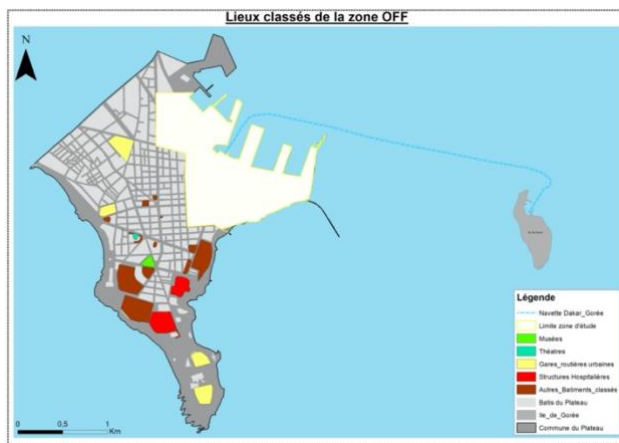 Lieux classés de la zone OFF
N
Légende
Navette Dakar_Gorée
Limite zone d'étude
Musées
Théatres
Gares_routières urbaines
Structures Hospitalières
Autres_Batiments_classés
Batis du Plateau
Ile_de_Gorée
Commune du Plateau
0 0,5 1
Km